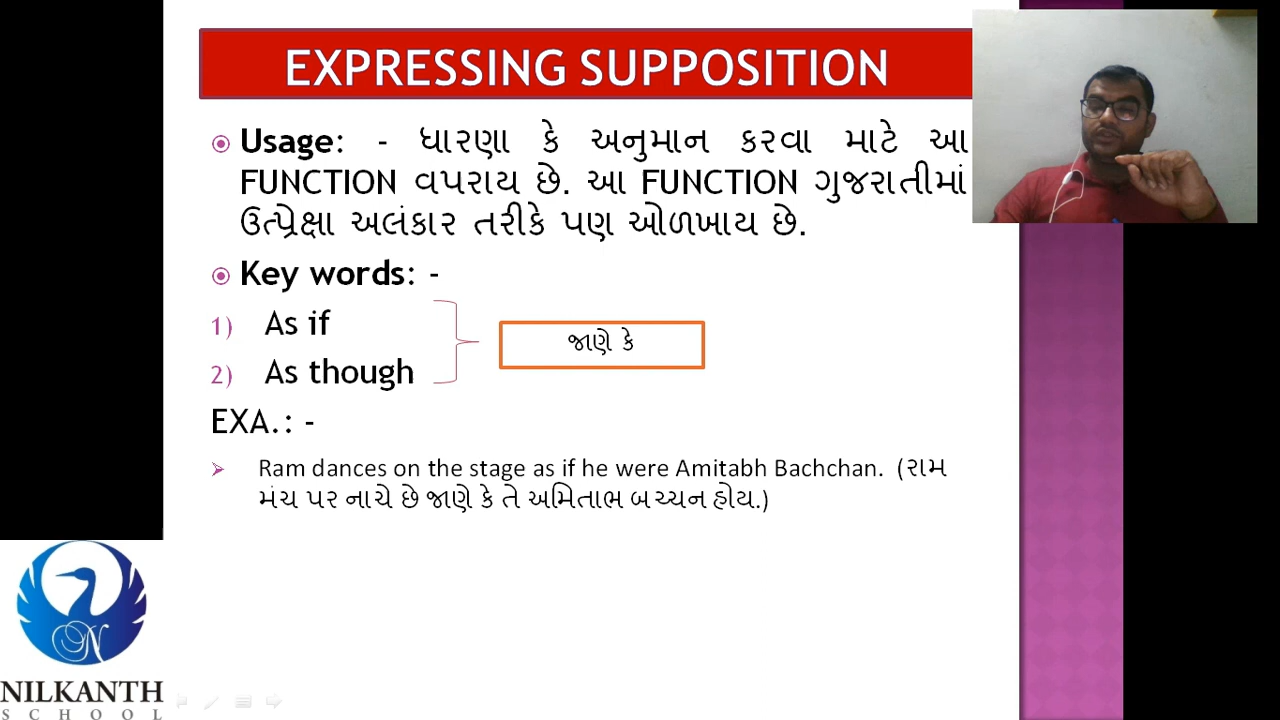 EXPRESSING SUPPOSITION
Usage: - ધારણા કે અનુમાન કરવા માટે આ
FUNCTION વપરાય છે. આ FUNCTION ગુજરાતીમાં
ઉત્પ્રેક્ષા અલંકાર તરીકે પણ ઓળખાય છે.
Key words: -
1) As if
જાણે કે
2) As though
EXA.: -
Ram dances on the stage as if he were Amitabh Bachchan. (રામ
મંચ પર નાચે છે જાણે કે તે અમિતાભ બચ્ચન હોય.)
N
NILKANTH
SCHOOL